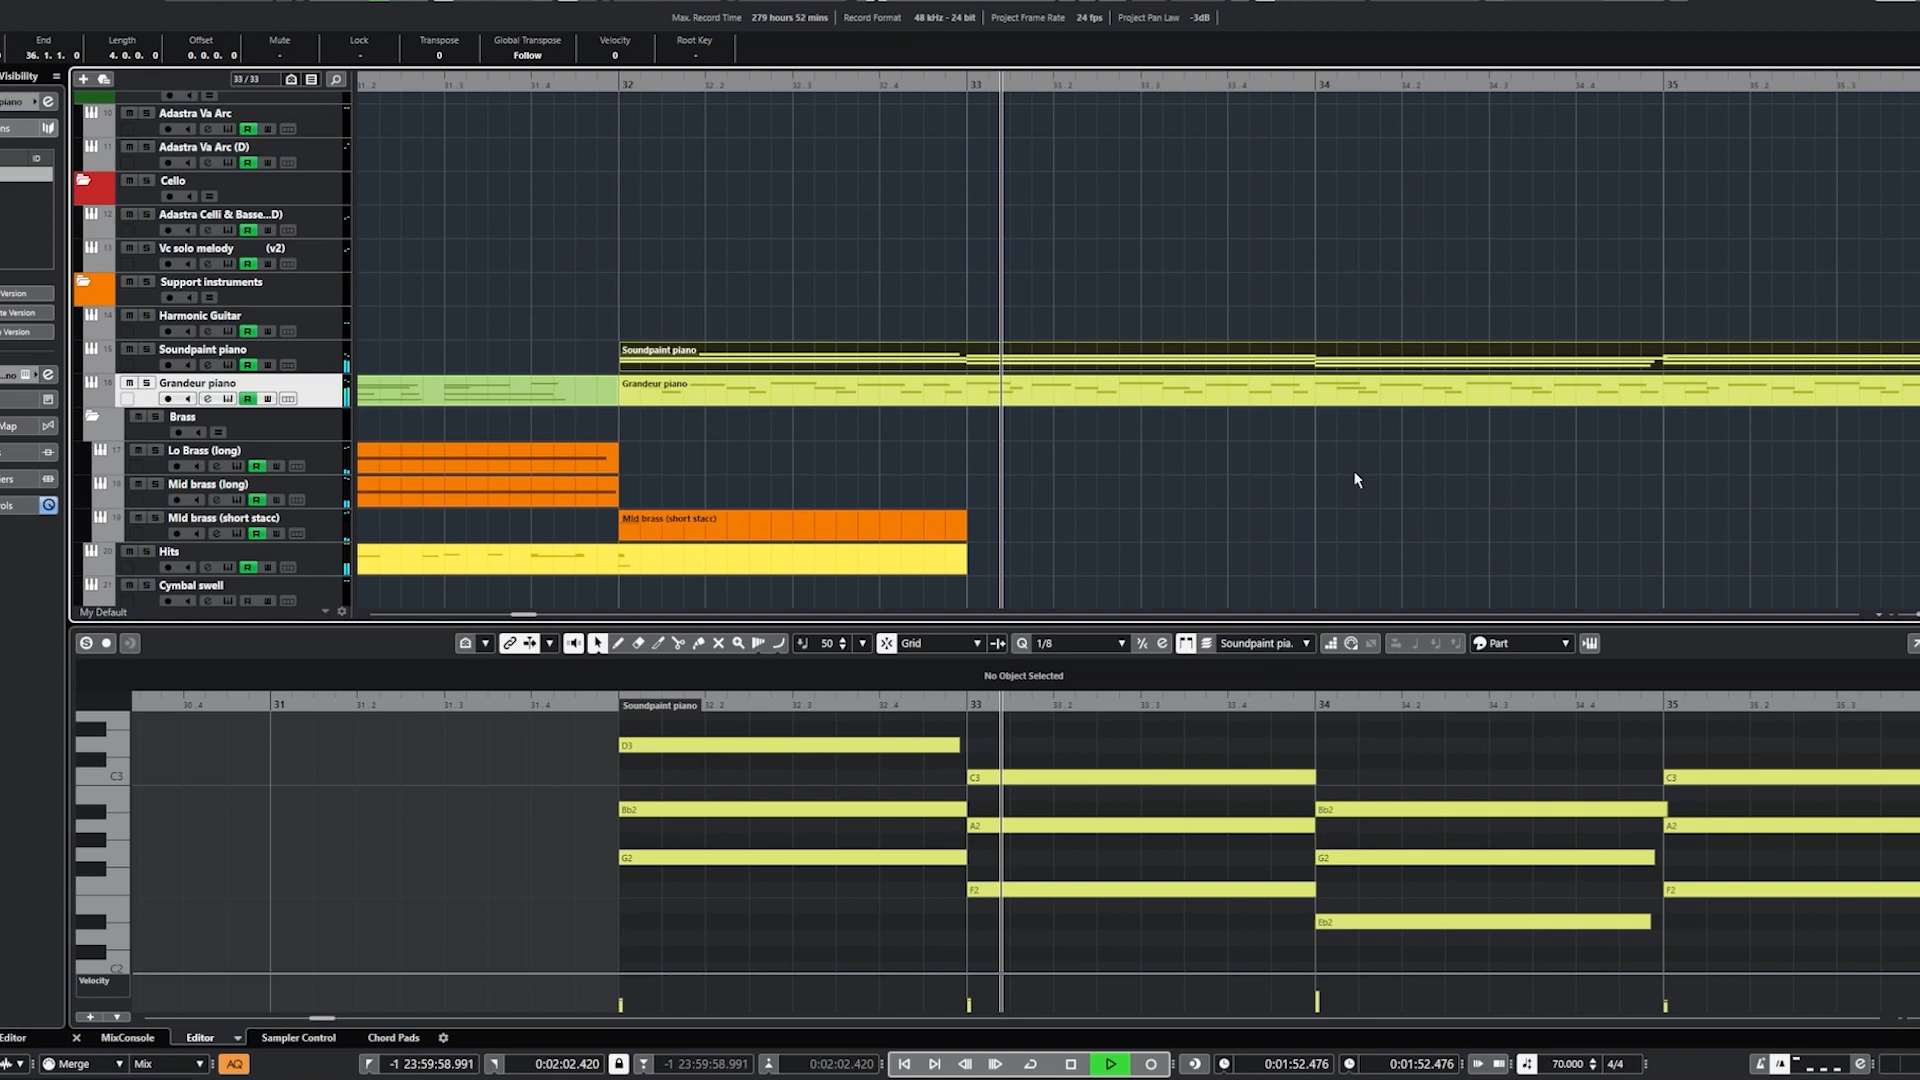 Max. Record Time 279 hours 52 mins Record Format 48 kHz - 24 bit Project Frame Rate 24 fps Project Pan Law -3dB
End Length Offset Mute Lock Transpose Global Transpose Velocity Root Key
36. 1. 1. 0 4. 0. 0. 0 0. 0. 0. 0 - - 0 Follow 0 -
Visibility
33 / 33
31. 2 31. 3 31. 4 32 32. 2 32. 3 32. 4 33 33. 2 33. 3 33. 4 34 34. 2 34. 3 34. 4 35 35. 2 35. 3
piano
10 m S Adastra Va Arc
R
ns
11 m S Adastra Va Arc (D)
R
ID
m S Cello
12 m S Adastra Celli & Basse...D)
R
13 m S Vc solo melody (v2)
R
m S Support instruments
Version
te Version
14 m S Harmonic Guitar
R
Version
15 m S Soundpaint piano
R
Soundpaint piano
...no
16 m S Grandeur piano
R
Grandeur piano
m S Brass
Map
17 m S Lo Brass (long)
R
iers
18 m S Mid brass (long)
R
ols
19 m S MId brass (short stacc)
R
MId brass (short stacc)
20 m S Hits
R
21 m S Cymbal swell
R
My Default
S 50 Grid Q 1/8 Soundpaint pia. Part
No Object Selected
30. 4 31 31. 2 31. 3 31. 4 Soundpaint piano 32. 2 32. 3 32. 4 33 33. 2 33. 3 33. 4 34 34. 2 34. 3 34. 4 35 35. 2 35. 3
D3
C3 C3 C3
Bb2 Bb2
A2 A2
G2 G2
F2 F2
Eb2
C2
Velocity
Editor MixConsole Editor Sampler Control Chord Pads
Merge Mix AQ -1 23:59:58.991 0:02:02.420 -1 23:59:58.991 0:02:02.420 0:01:52.476 0:01:52.476 70.000 4/4